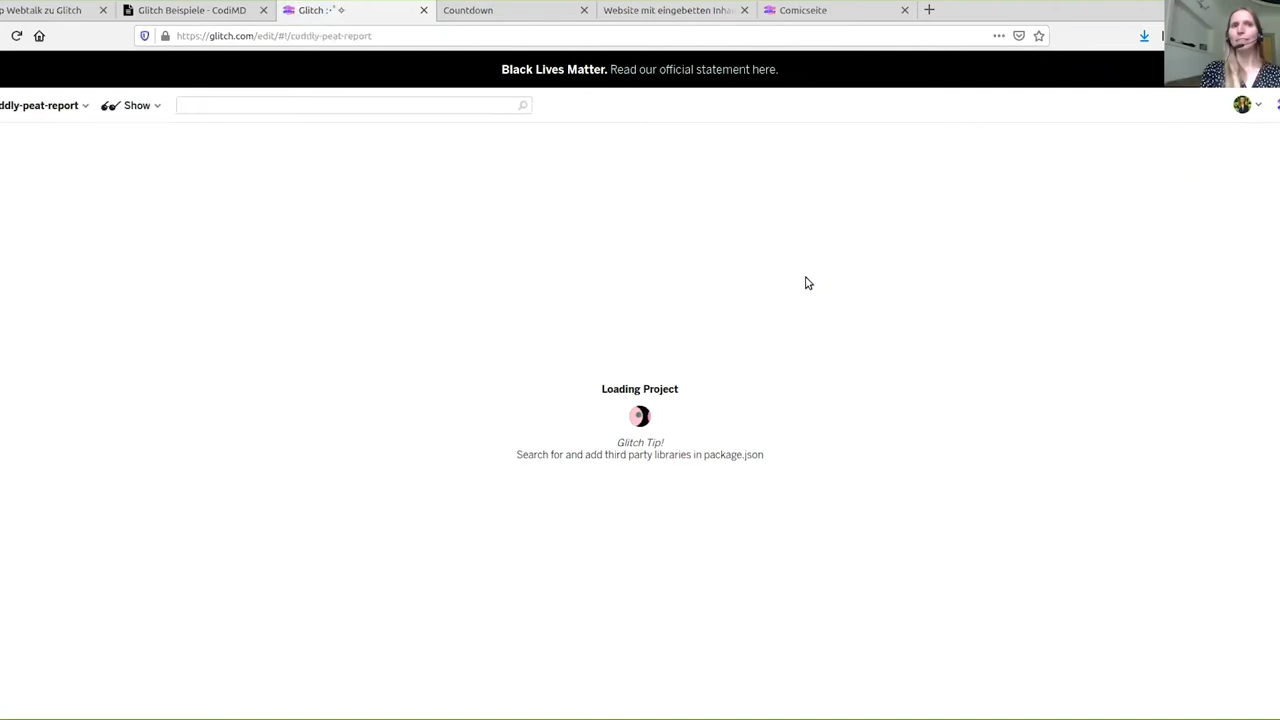 p Webtalk zu Glitch
Glitch Beispiele - CodiMD
Glitch :·ﾟ✧
Countdown
Website mit eingebetten Inha
Comicseite
https://glitch.com/edit/#!/cuddly-peat-report
Black Lives Matter. Read our official statement here.
ddly-peat-report
Show
Loading Project
Glitch Tip!
Search for and add third party libraries in package.json